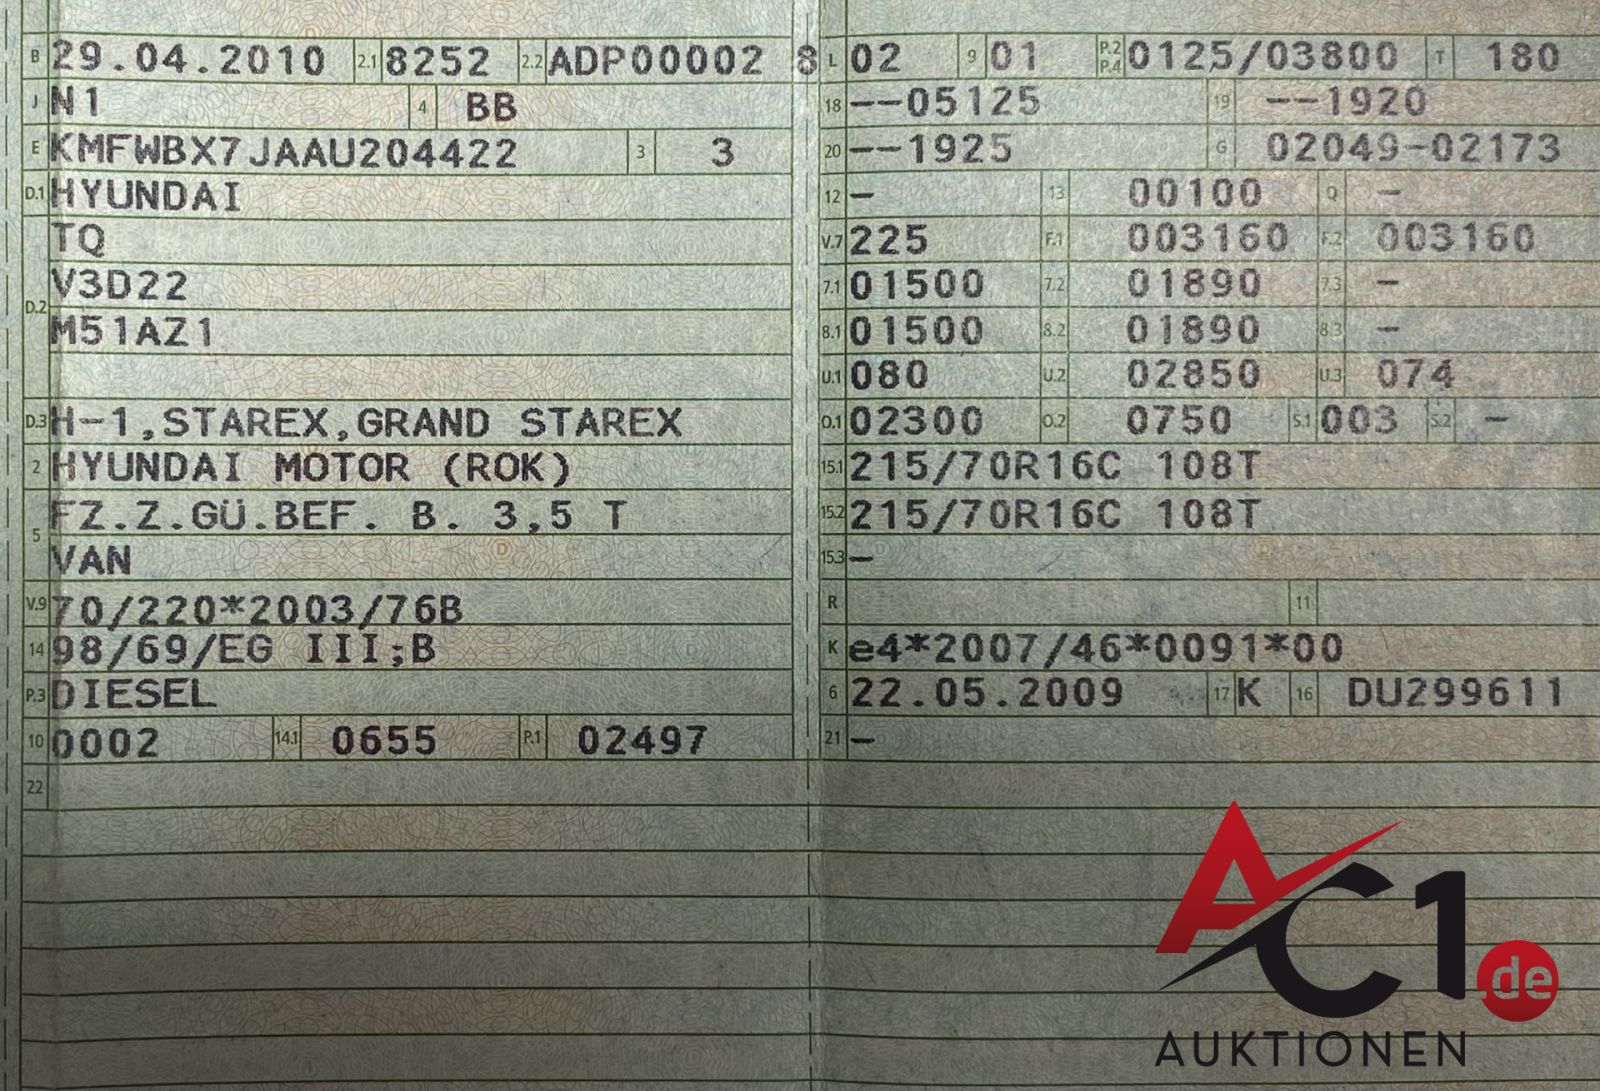 B 29.04.2010 2.1 8252 2.2 ADP00002 8
J N1 4 BB
E KMFWBX7JAAU204422 3 3
D.1 HYUNDAI
TQ
V3D22
D.2
M51AZ1
D.3 H-1,STAREX,GRAND STAREX
2 HYUNDAI MOTOR (ROK)
FZ.Z.GÜ.BEF. B. 3,5 T
5
VAN
V.9 70/220*2003/76B
14 98/69/EG III;B
P.3 DIESEL
10 0002 14.1 0655 P.1 02497
22
L 02 9 01 P.2 P.4 0125/03800 T 180
18 --05125 19 --1920
20 --1925 G 02049-02173
12 - 13 00100 Q -
V.7 225 F.1 003160 F.2 003160
7.1 01500 7.2 01890 7.3 -
8.1 01500 8.2 01890 8.3 -
U.1 080 U.2 02850 U.3 074
O.1 02300 O.2 0750 S.1 003 S.2 -
15.1 215/70R16C 108T
15.2 215/70R16C 108T
15.3 -
R 11
K e4*2007/46*0091*00
6 22.05.2009 17 K 16 DU299611
21 -
AC1.de
AUKTIONEN